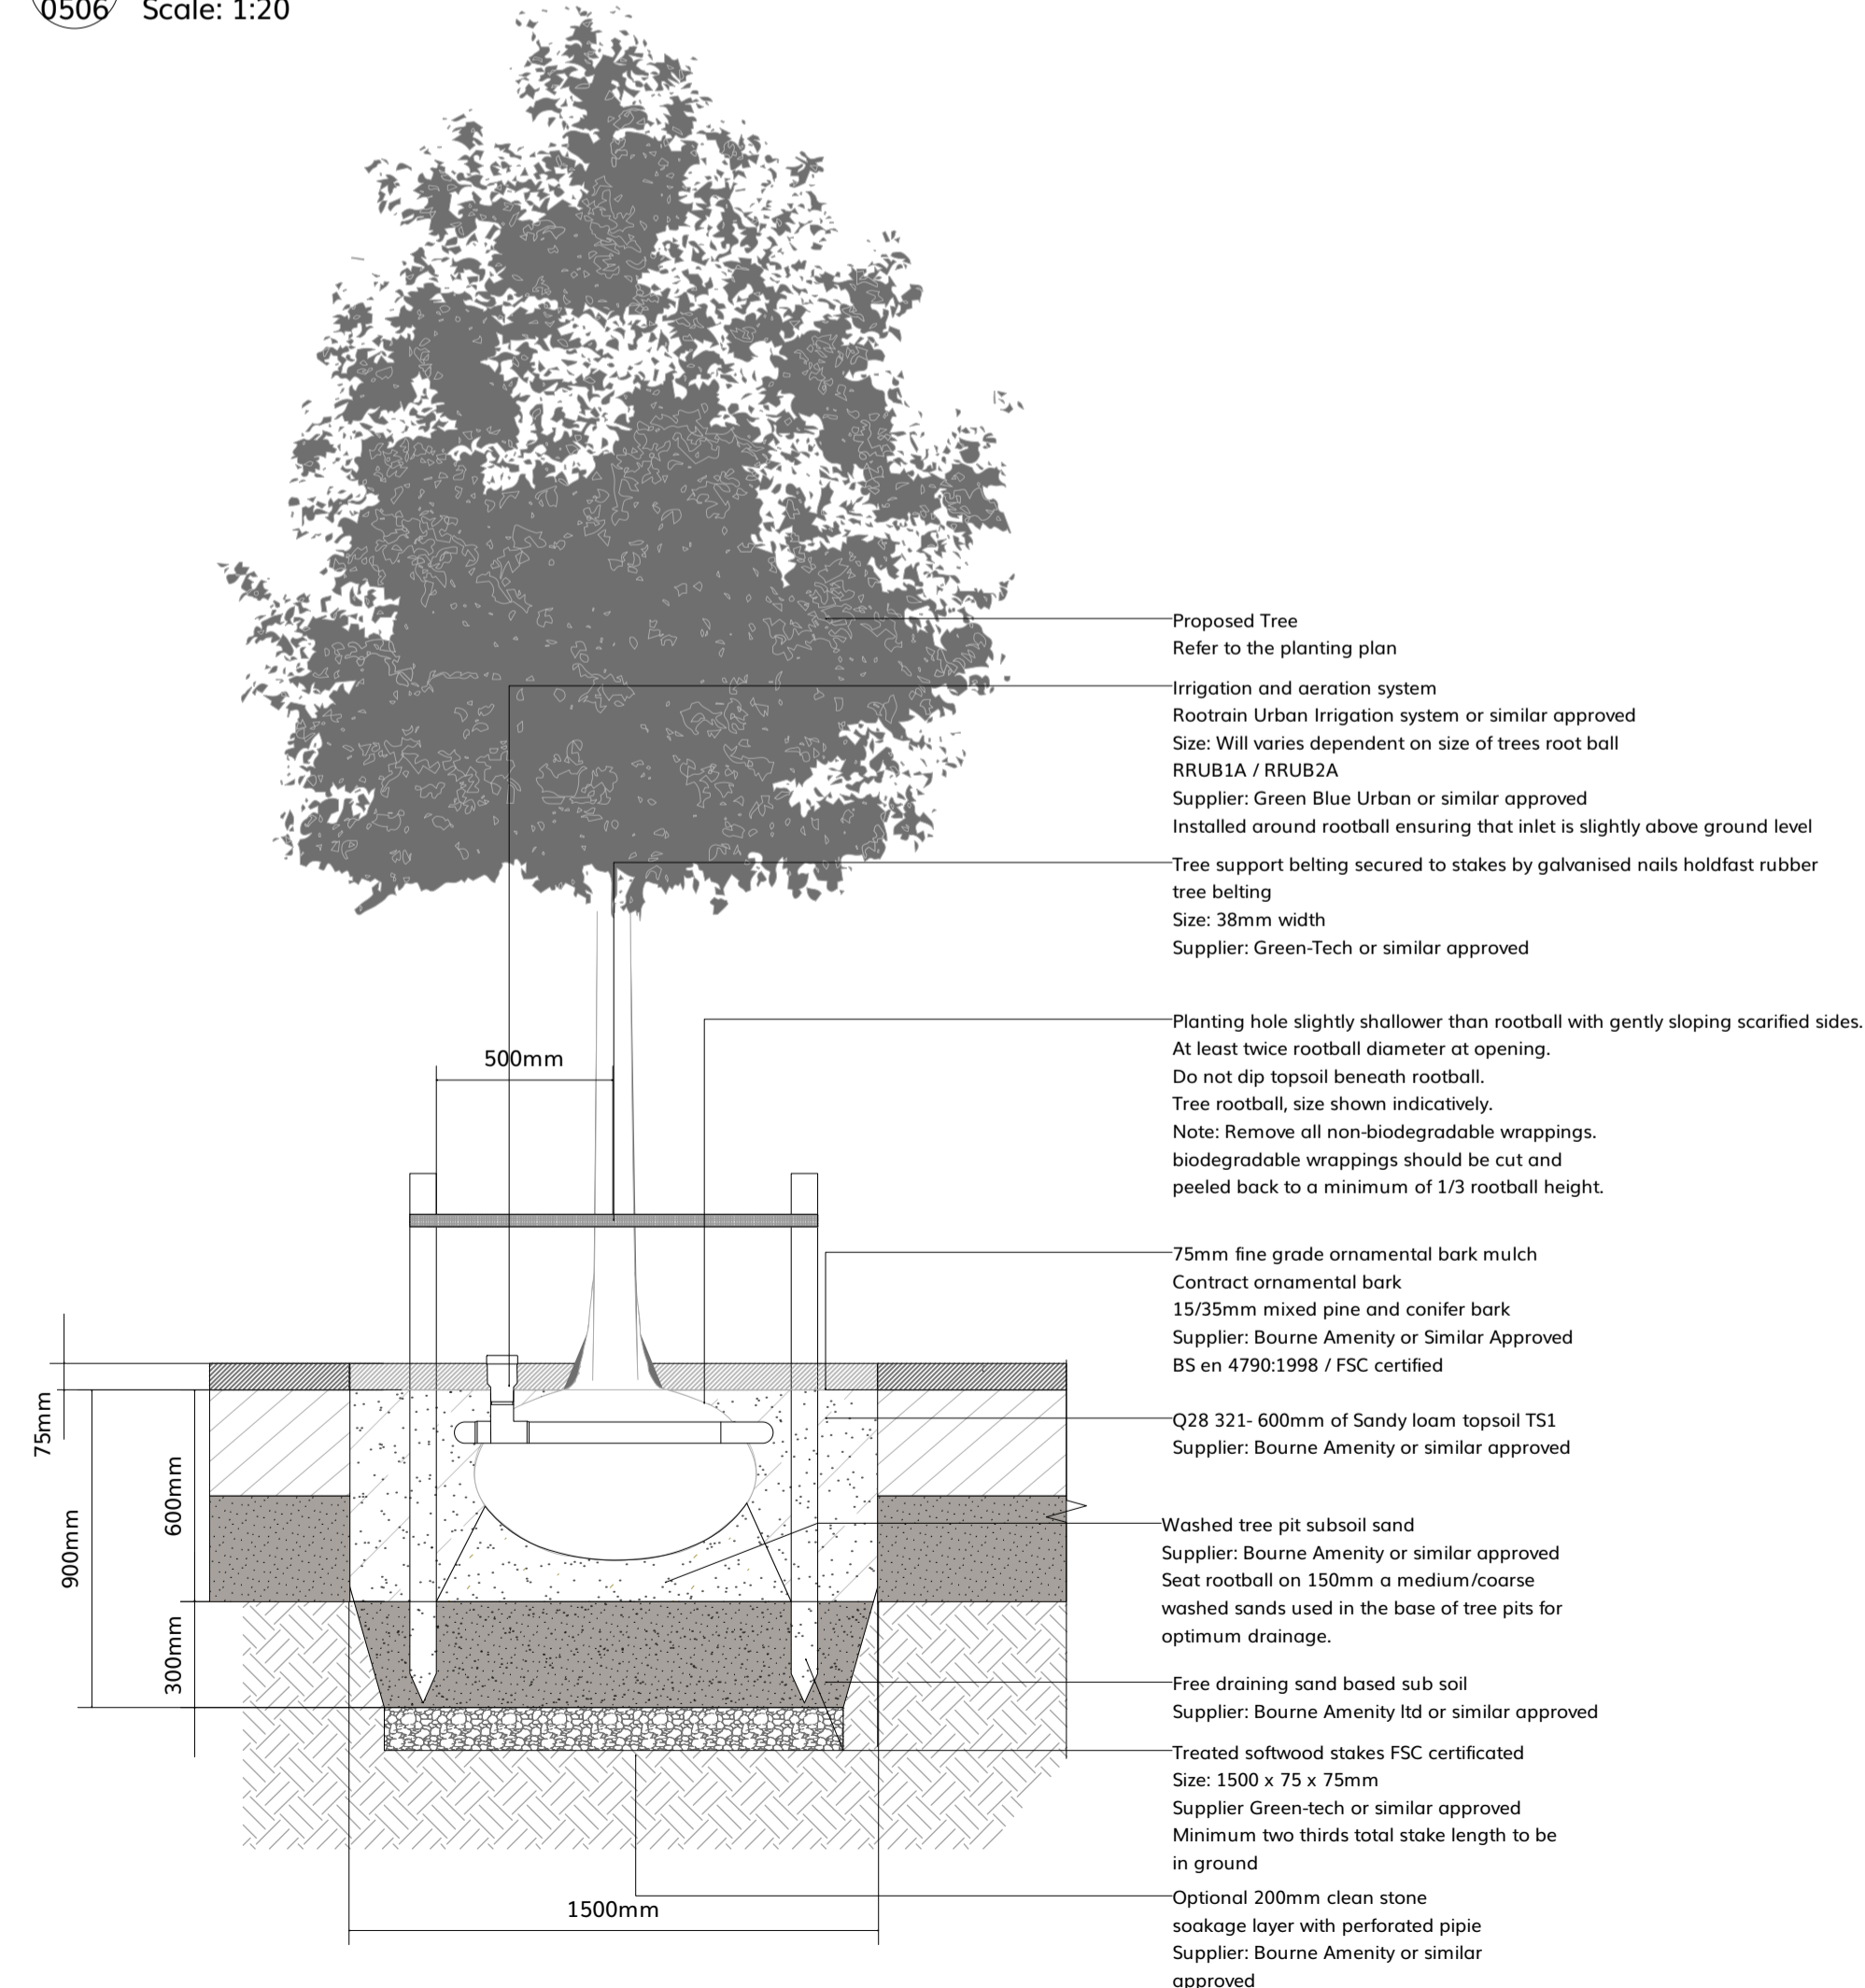 0506 Scale: 1:20
Proposed Tree
Refer to the planting plan
Irrigation and aeration system
Rootrain Urban Irrigation system or similar approved
Size: Will varies dependent on size of trees root ball
RRUB1A / RRUB2A
Supplier: Green Blue Urban or similar approved
Installed around rootball ensuring that inlet is slightly above ground level
Tree support belting secured to stakes by galvanised nails holdfast rubber
tree belting
Size: 38mm width
Supplier: Green-Tech or similar approved
Planting hole slightly shallower than rootball with gently sloping scarified sides.
At least twice rootball diameter at opening.
Do not dip topsoil beneath rootball.
Tree rootball, size shown indicatively.
Note: Remove all non-biodegradable wrappings.
biodegradable wrappings should be cut and
peeled back to a minimum of 1/3 rootball height.
500mm
75mm fine grade ornamental bark mulch
Contract ornamental bark
15/35mm mixed pine and conifer bark
Supplier: Bourne Amenity or Similar Approved
BS en 4790:1998 / FSC certified
75mm
900mm
600mm
300mm
Q28 321- 600mm of Sandy loam topsoil TS1
Supplier: Bourne Amenity or similar approved
Washed tree pit subsoil sand
Supplier: Bourne Amenity or similar approved
Seat rootball on 150mm a medium/coarse
washed sands used in the base of tree pits for
optimum drainage.
Free draining sand based sub soil
Supplier: Bourne Amenity ltd or similar approved
Treated softwood stakes FSC certificated
Size: 1500 x 75 x 75mm
Supplier Green-tech or similar approved
Minimum two thirds total stake length to be
in ground
1500mm
Optional 200mm clean stone
soakage layer with perforated pipie
Supplier: Bourne Amenity or similar
approved